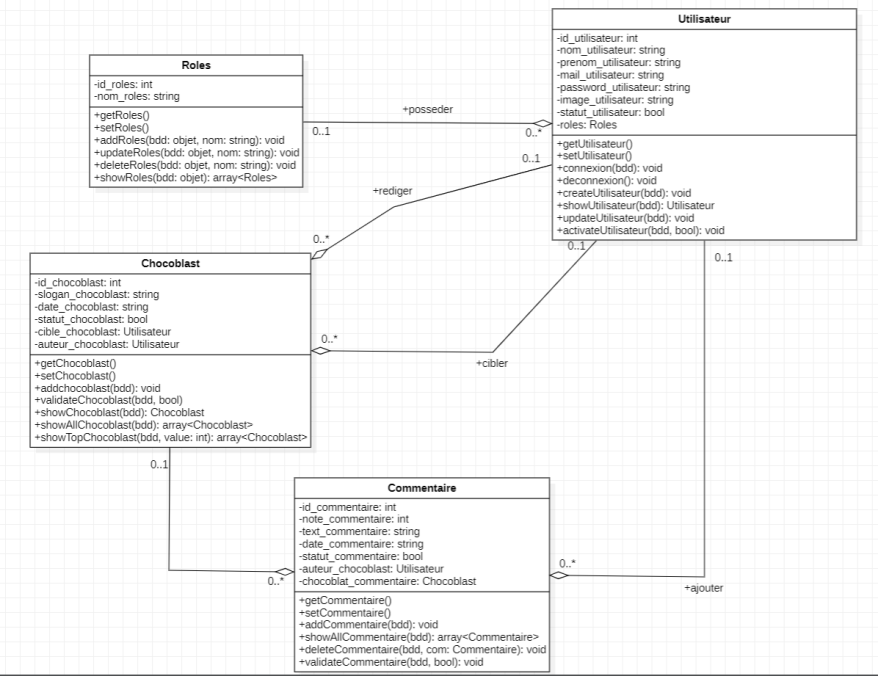 Utilisateur
-id_utilisateur: int
-nom_utilisateur: string
-prenom_utilisateur: string
-mail_utilisateur: string
-password_utilisateur: string
-image_utilisateur: string
-statut_utilisateur: bool
-roles: Roles
+getUtilisateur()
+setUtilisateur()
+connexion(bdd): void
+deconnexion(): void
+createUtilisateur(bdd): void
+showUtilisateur(): Utilisateur
+updateUtilisateur(bdd): void
+activateUtilisateur(bdd, bool): void
Roles
-id_roles: int
-nom_roles: string
+getRoles()
+setRoles()
+addRoles(bdd: objet, nom: string): void
+updateRoles(bdd: objet, nom: string): void
+deleteRoles(bdd: objet, nom: string): void
+showRoles(bdd: objet): array<Roles>
+posseder
0..1
0..*
0..1
+rediger
0..*
0..1
0..1
0..*
+cibler
Chocoblast
-id_chocoblast: int
-slogan_chocoblast: string
-date_chocoblast: string
-statut_chocoblast: bool
-cible_chocoblast: Utilisateur
-auteur_chocoblast: Utilisateur
+getChocoblast()
+setChocoblast()
+addchocoblast(bdd): void
+validateChocoblast(bdd, bool)
+showChocoblast(bdd): Chocoblast
+showAllChocoblast(bdd): array<Chocoblast>
+showTopChocoblast(bdd, value: int): array<Chocoblast>
0..1
0..*
Commentaire
-id_commentaire: int
-note_commentaire: int
-text_commentaire: string
-date_commentaire: string
-statut_commentaire: bool
-auteur_chocoblast: Utilisateur
-chocoblat_commentaire: Chocoblast
+getCommentaire()
+setCommentaire()
+addCommentaire(bdd): void
+showAllCommentaire(bdd): array<Commentaire>
+deleteCommentaire(bdd, com: Commentaire): void
+validateCommentaire(bdd, bool): void
0..*
+ajouter